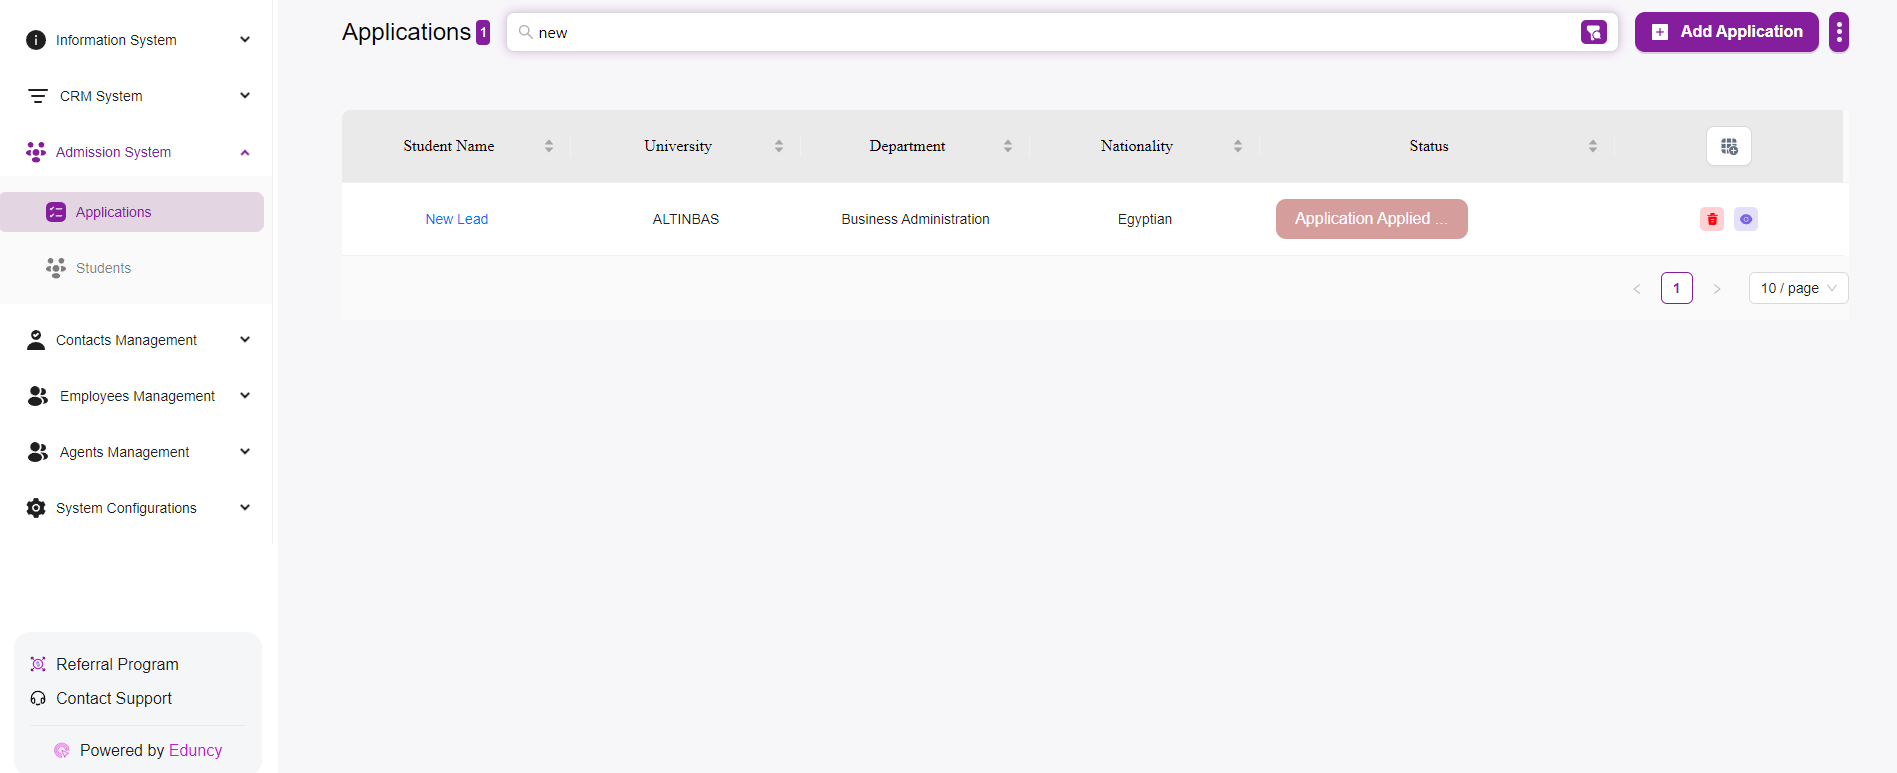 Information System
CRM System
Admission System
Applications
Students
Contacts Management
Employees Management
Agents Management
System Configurations
Referral Program
Contact Support
Powered by Eduncy
Applications 1
new
Add Application
Student Name University Department Nationality Status
New Lead ALTINBAS Business Administration Egyptian Application Applied ...
1 10 / page